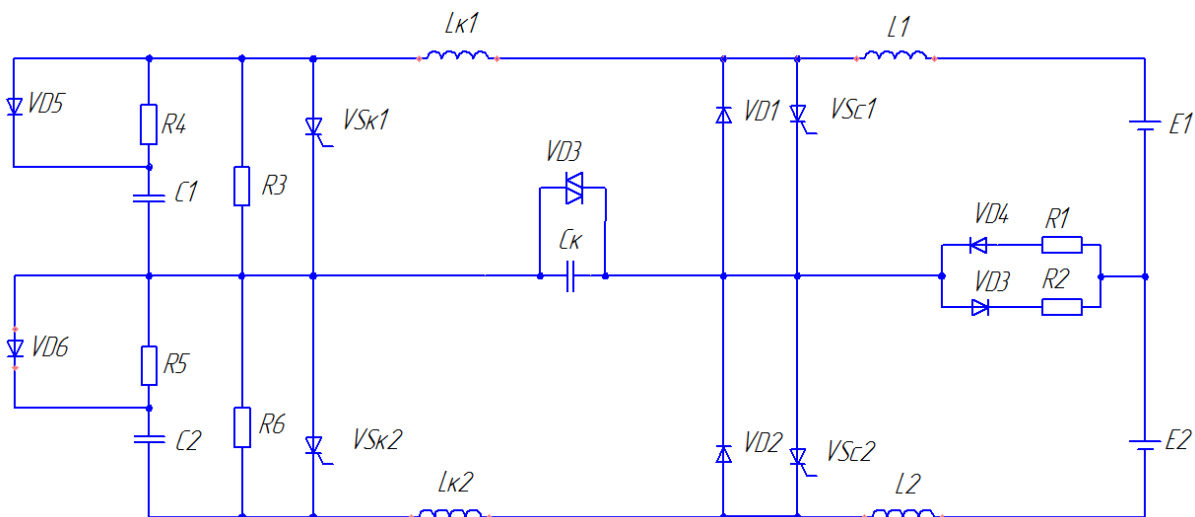 Lк1
L1
VD5
R4
VSк1
VD1
VSс1
E1
C1
R3
VD3
Cк
VD4
R1
VD3
R2
VD6
R5
R6
C2
VSк2
VD2
VSс2
E2
Lк2
L2